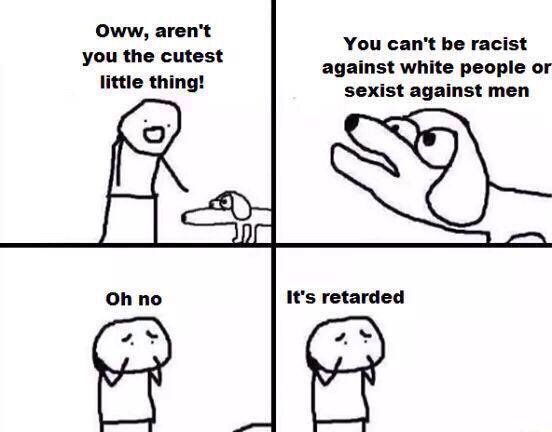 Oww, aren't
you the cutest
little thing!
You can't be racist
against white people or
sexist against men
Oh no
It's retarded